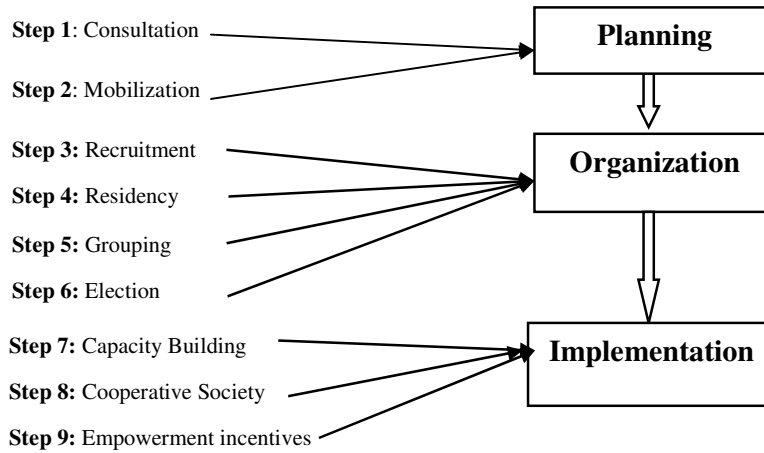 Step 1: Consultation
Planning
Step 2: Mobilization
Step 3: Recruitment
Organization
Step 4: Residency
Step 5: Grouping
Step 6: Election
Step 7: Capacity Building
Implementation
Step 8: Cooperative Society
Step 9: Empowerment incentives